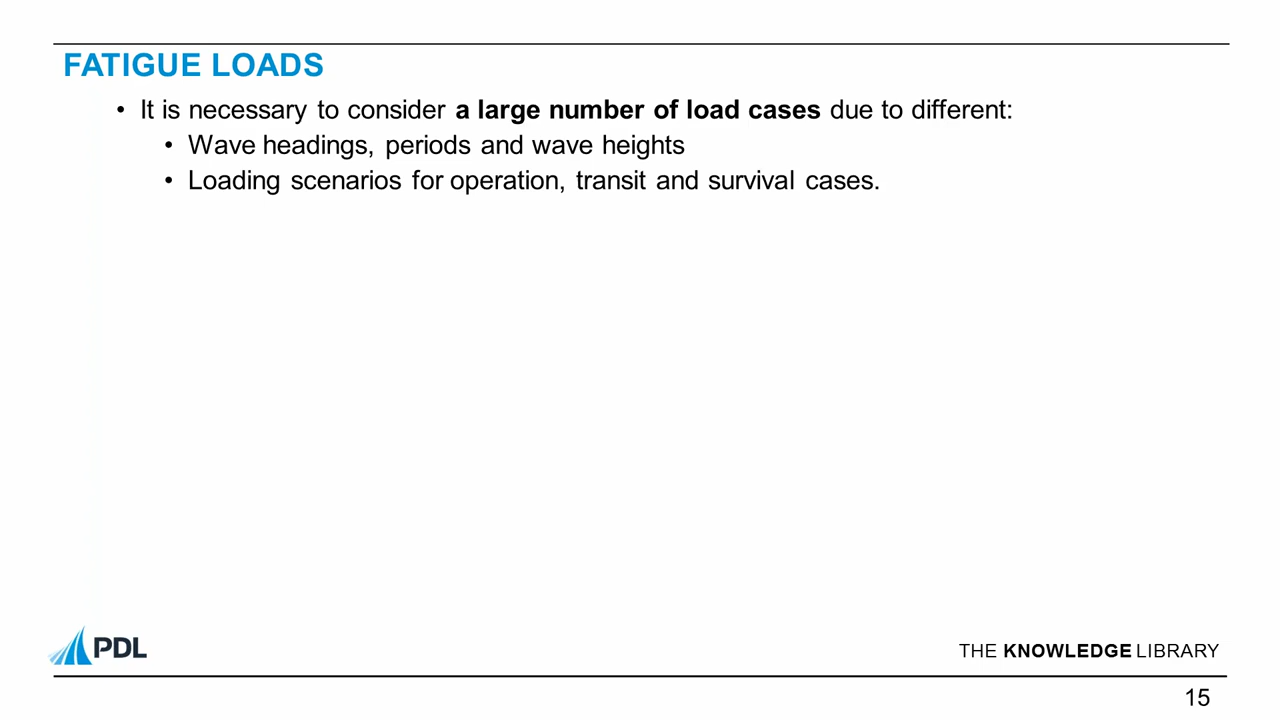 FATIGUE LOADS
• It is necessary to consider a large number of load cases due to different:
• Wave headings, periods and wave heights
• Loading scenarios for operation, transit and survival cases.
PDL
THE KNOWLEDGE LIBRARY
15